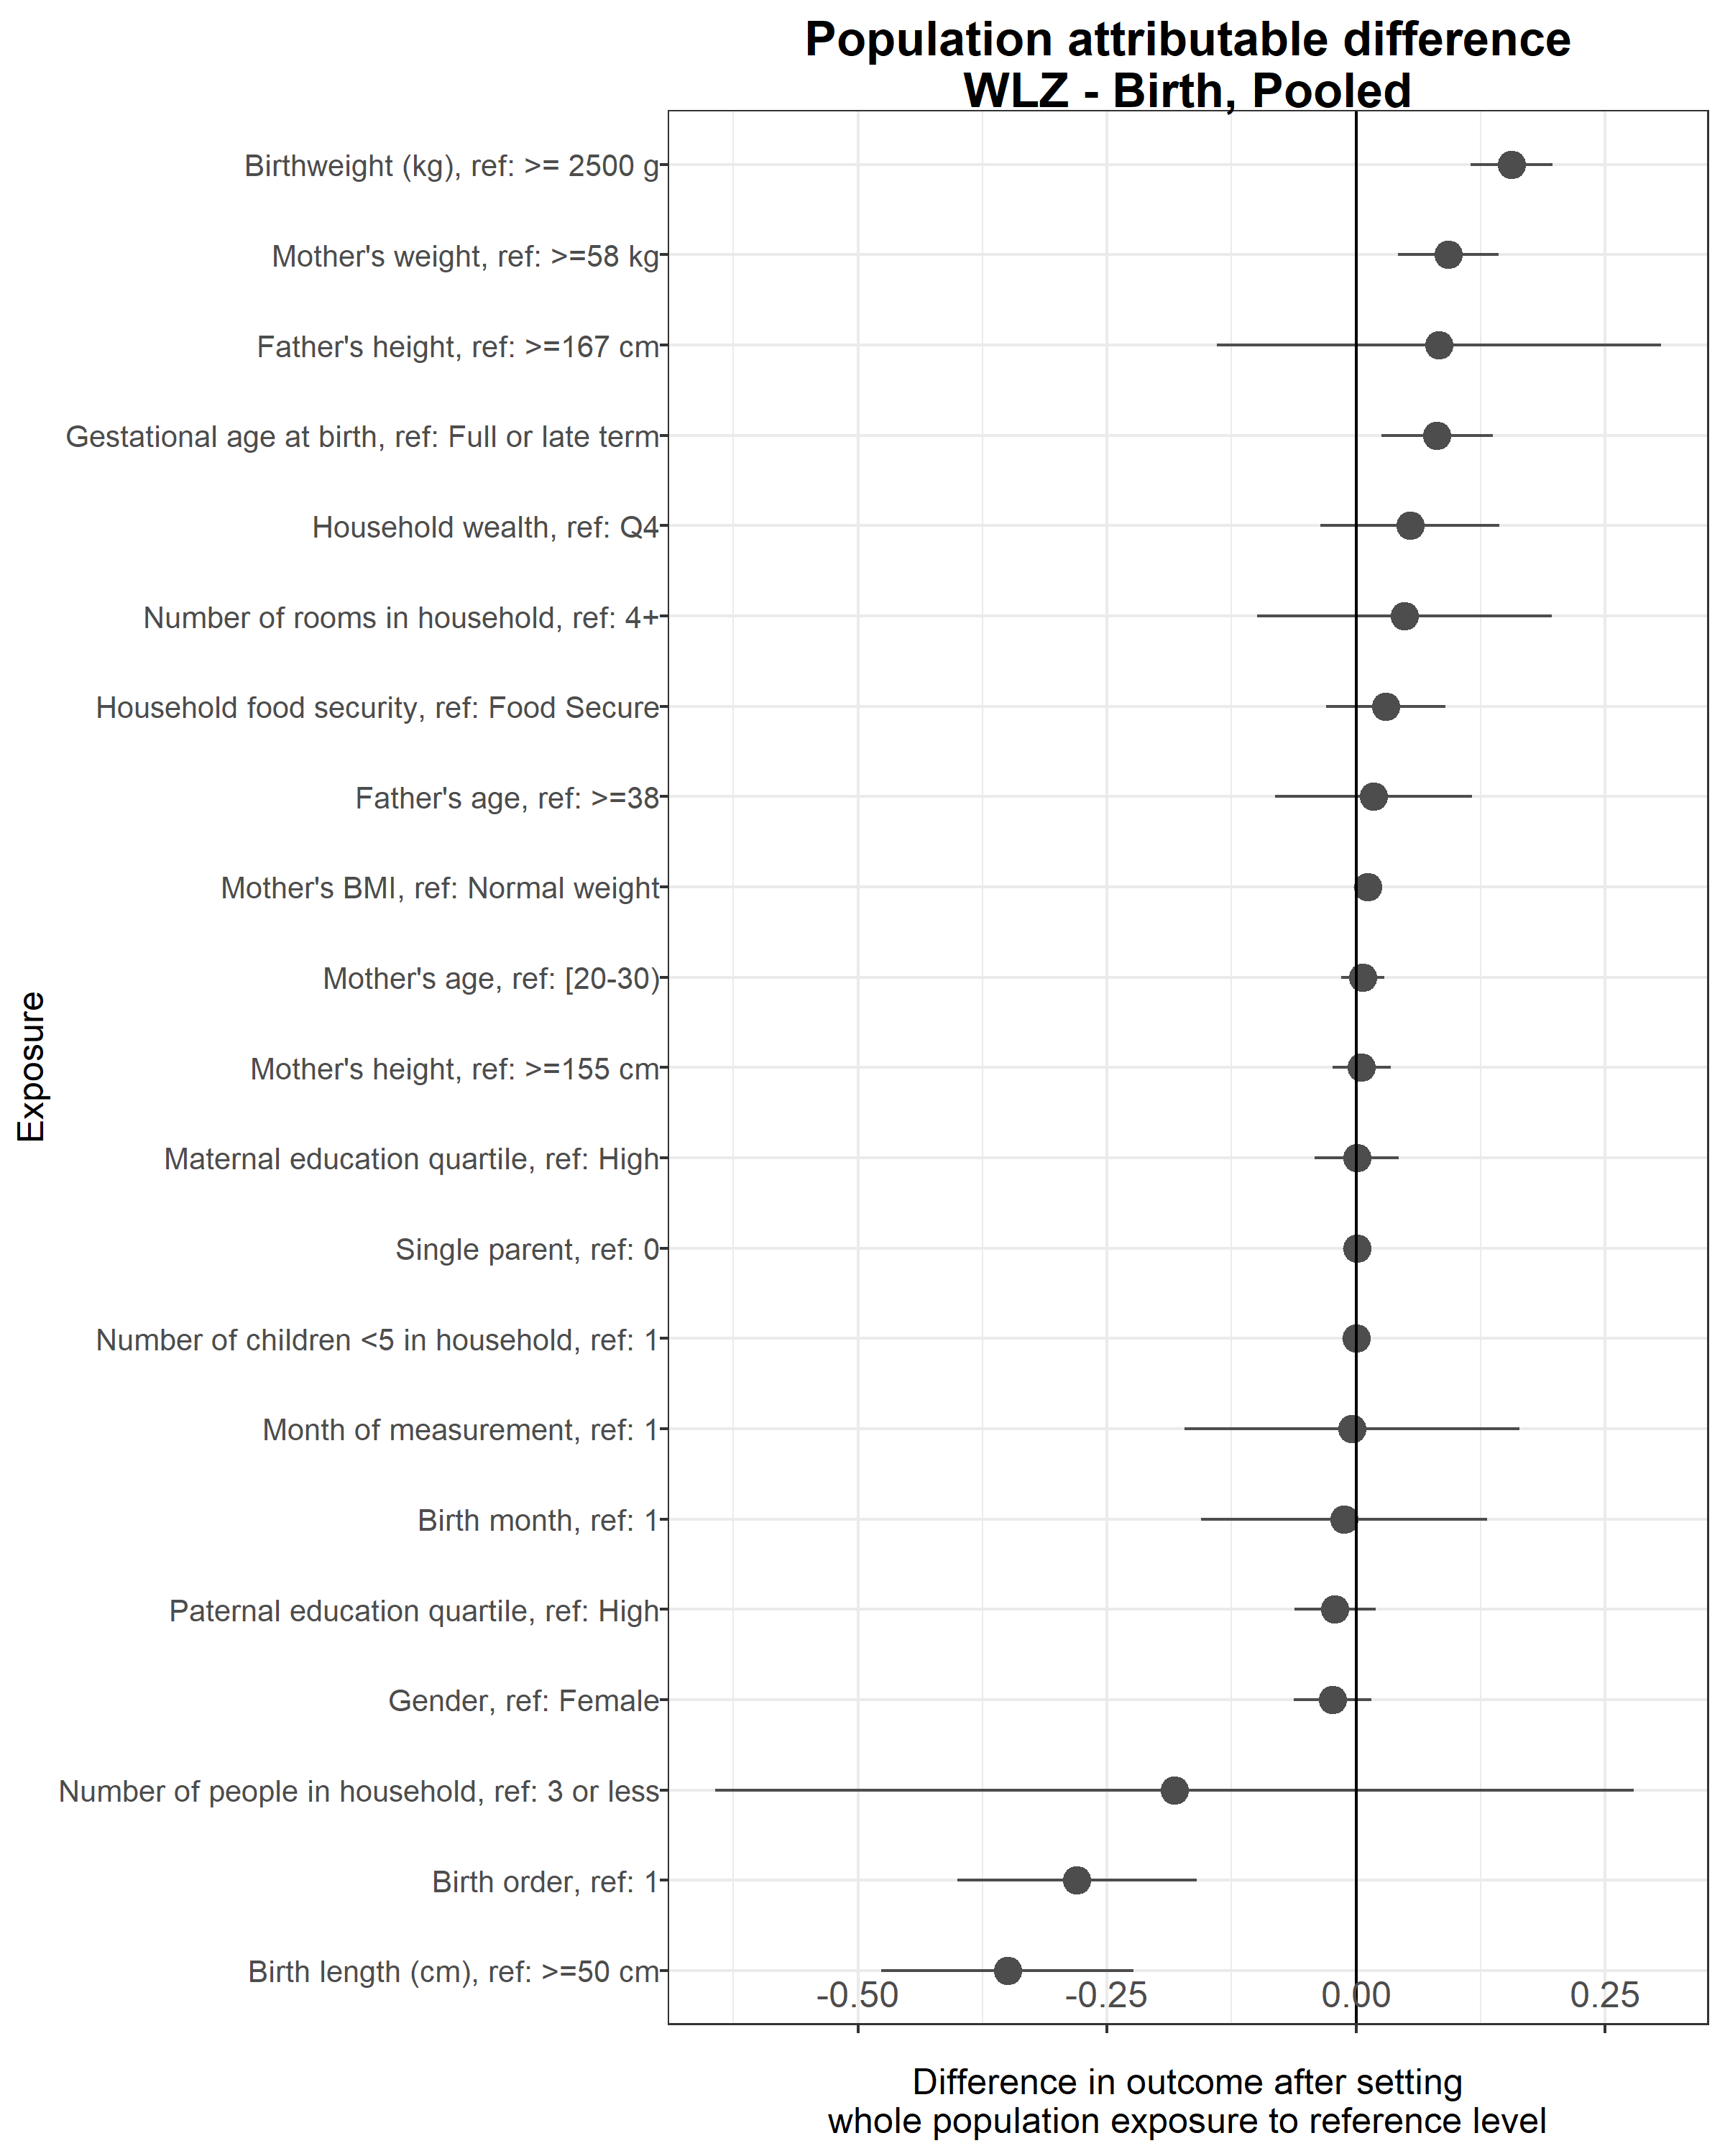 Population attributable difference
WLZ - Birth, Pooled
Birthweight (kg), ref: >= 2500 g
Mother's weight, ref: >=58 kg
Father's height, ref: >=167 cm
Gestational age at birth, ref: Full or late term
Household wealth, ref: Q4
Number of rooms in household, ref: 4+
Household food security, ref: Food Secure
Father's age, ref: >=38
Mother's BMI, ref: Normal weight
Mother's age, ref: [20-30)
Mother's height, ref: >=155 cm
Maternal education quartile, ref: High
Single parent, ref: 0
Number of children <5 in household, ref: 1
Month of measurement, ref: 1
Birth month, ref: 1
Paternal education quartile, ref: High
Gender, ref: Female
Number of people in household, ref: 3 or less
Birth order, ref: 1
Birth length (cm), ref: >=50 cm
Exposure
-0.50 -0.25 0.00 0.25
Difference in outcome after setting
whole population exposure to reference level